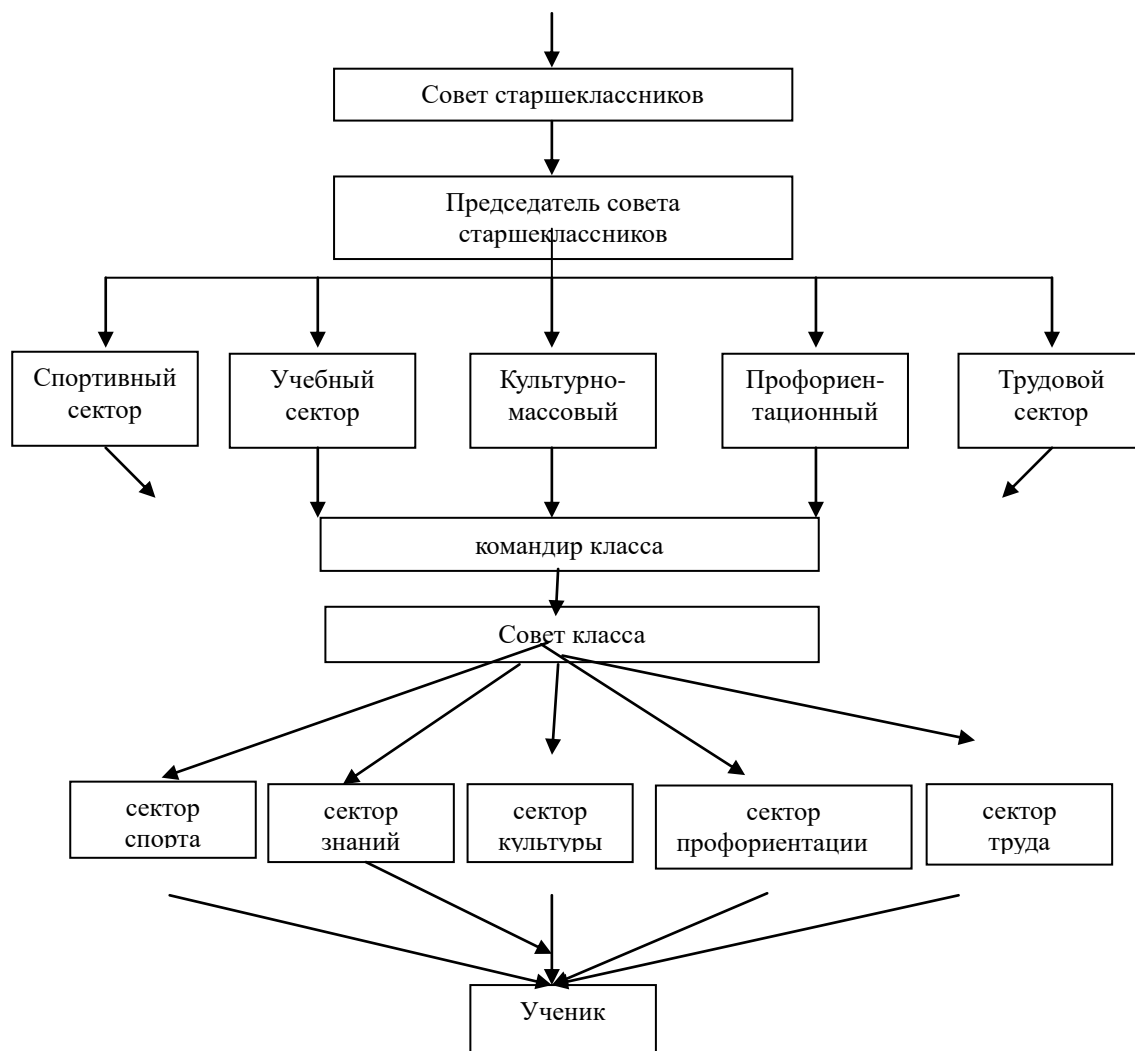 Совет старшеклассников
Председатель совета
старшеклассников
Спортивный
сектор
Учебный
сектор
Культурно-
массовый
Профориен-
тационный
Трудовой
сектор
командир класса
Совет класса
сектор
спорта
сектор
знаний
сектор
культуры
сектор
профориентации
сектор
труда
Ученик